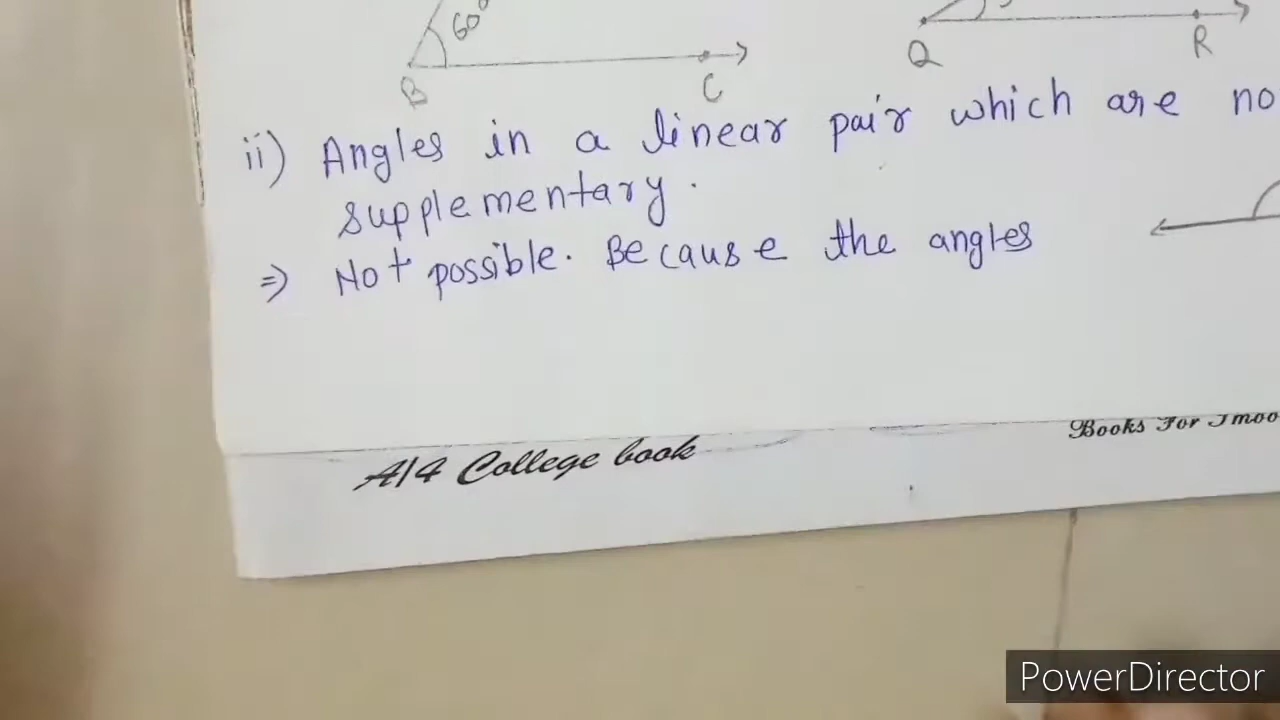 60°
B C Q R
ii) Angles in a linear pair which are no
supplementary.
⇒ Not possible. Because the angles
A/4 College book
Books For Tmoo
PowerDirector